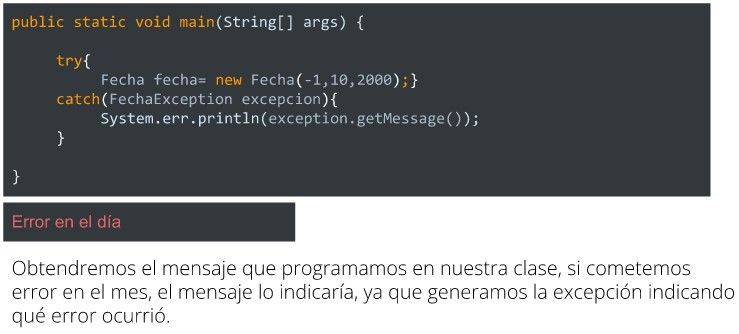 public static void main(String[] args) {
try{
Fecha fecha= new Fecha(-1,10,2000);}
catch(FechaException excepcion){
System.err.println(exception.getMessage());
}
}
Error en el día
Obtendremos el mensaje que programamos en nuestra clase, si cometemos
error en el mes, el mensaje lo indicaría, ya que generamos la excepción indicando
qué error ocurrió.